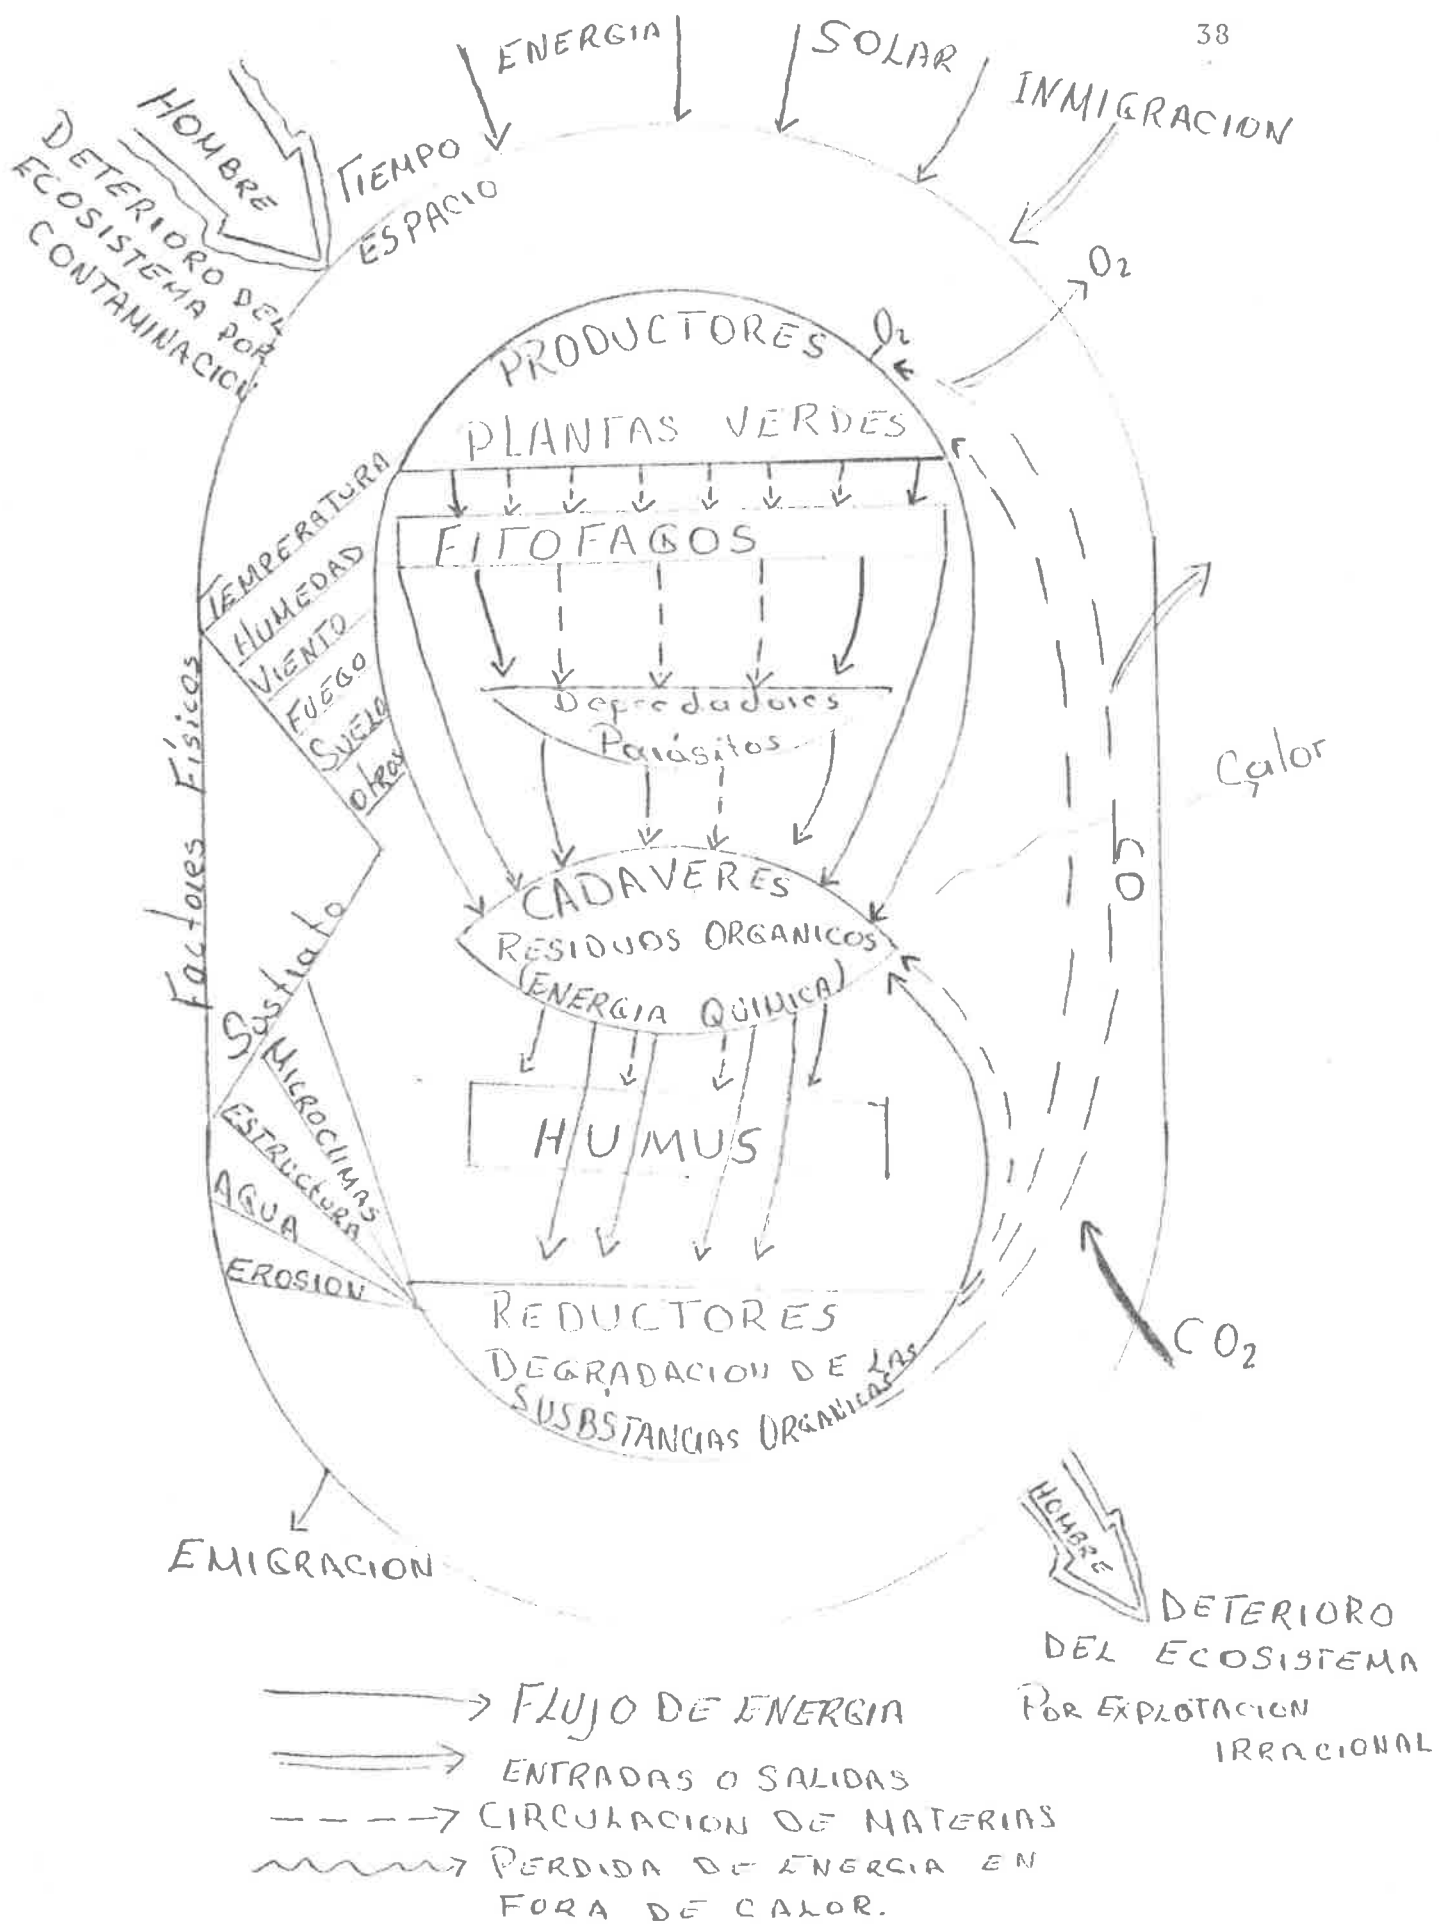 38
ENERGIA
SOLAR
INMIGRACION
HOMBRE
DETERIORO DEL
ECOSISTEMA POR
CONTAMINACION
TIEMPO
ESPACIO
O2
O2
PRODUCTORES
PLANTAS VERDES
FITOFAGOS
TEMPERATURA
HUMEDAD
VIENTO
FUEGO
SUELO
otros
Factores Físicos
Depredadores
Parásitos
Calor
CADAVERES
RESIDUOS ORGANICOS
(ENERGIA QUIMICA)
Sustrato
MICROCLIMAS
ESTRUCTURA
AGUA
EROSION
HUMUS
REDUCTORES
DEGRADACION DE LAS
SUSBSTANCIAS ORGANICAS
CO2
EMIGRACION
HOMBRE
DETERIORO
DEL ECOSISTEMA
POR EXPLOTACION
IRRACIONAL
FLUJO DE ENERGIA
ENTRADAS O SALIDAS
CIRCULACION DE MATERIAS
PERDIDA DE ENERGIA EN
FORA DE CALOR.